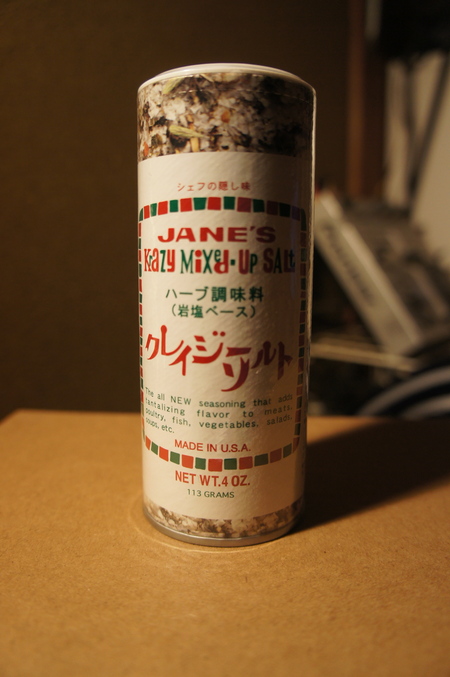 シェフの隠し味
JANE'S
KRaZY MiXed-UP SALt
ハーブ調味料
(岩塩ベース)
クレイジーソルト
The all NEW seasoning that adds
tantalizing flavor to meats,
poultry, fish, vegetables, salads,
soups, etc.
MADE IN U.S.A.
NET WT.4 OZ.
113 GRAMS